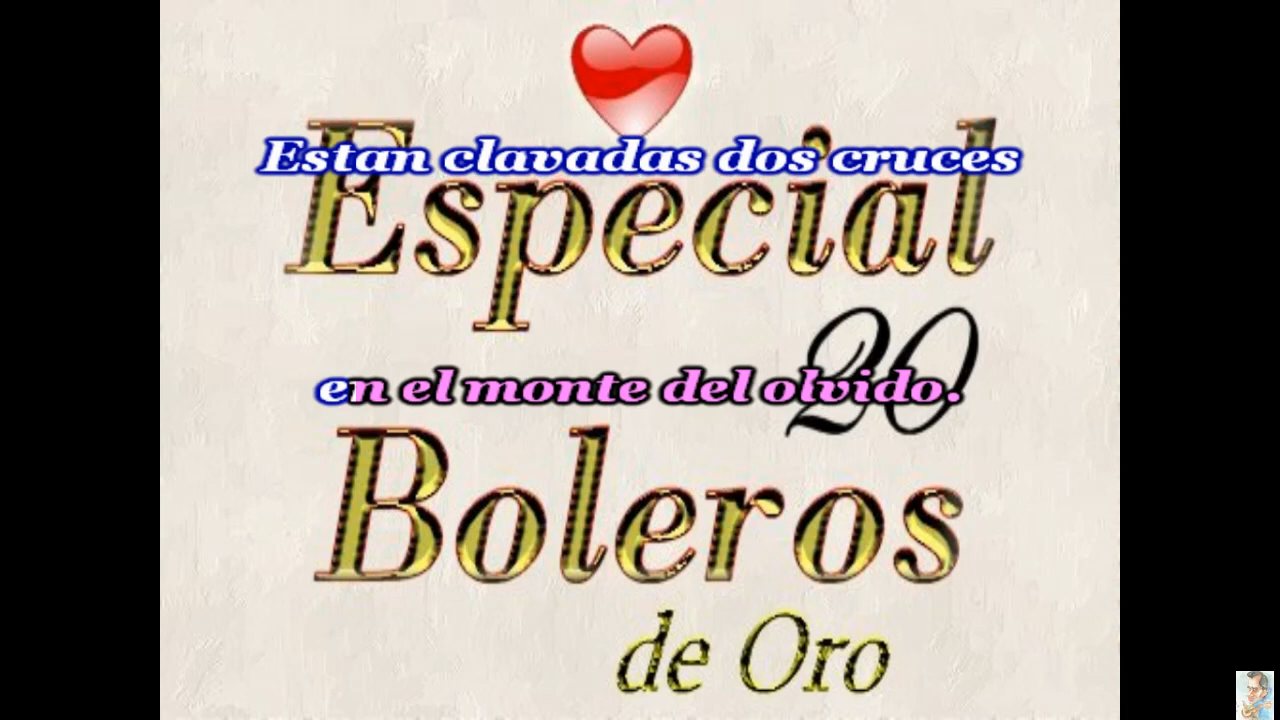 Estan clavadas dos cruces
Especial
20
en el monte del olvido.
Boleros
de Oro